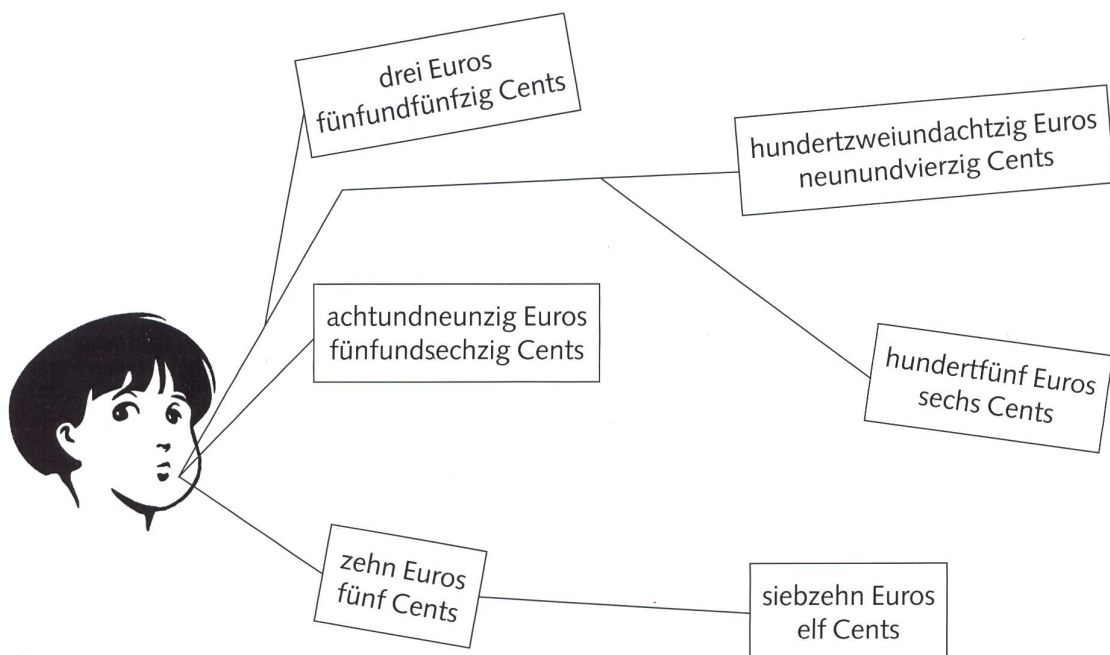 drei Euros
fünfundfünfzig Cents
hundertzweiundachtzig Euros
neunundvierzig Cents
achtundneunzig Euros
fünfundsechzig Cents
hundertfünf Euros
sechs Cents
zehn Euros
fünf Cents
siebzehn Euros
elf Cents